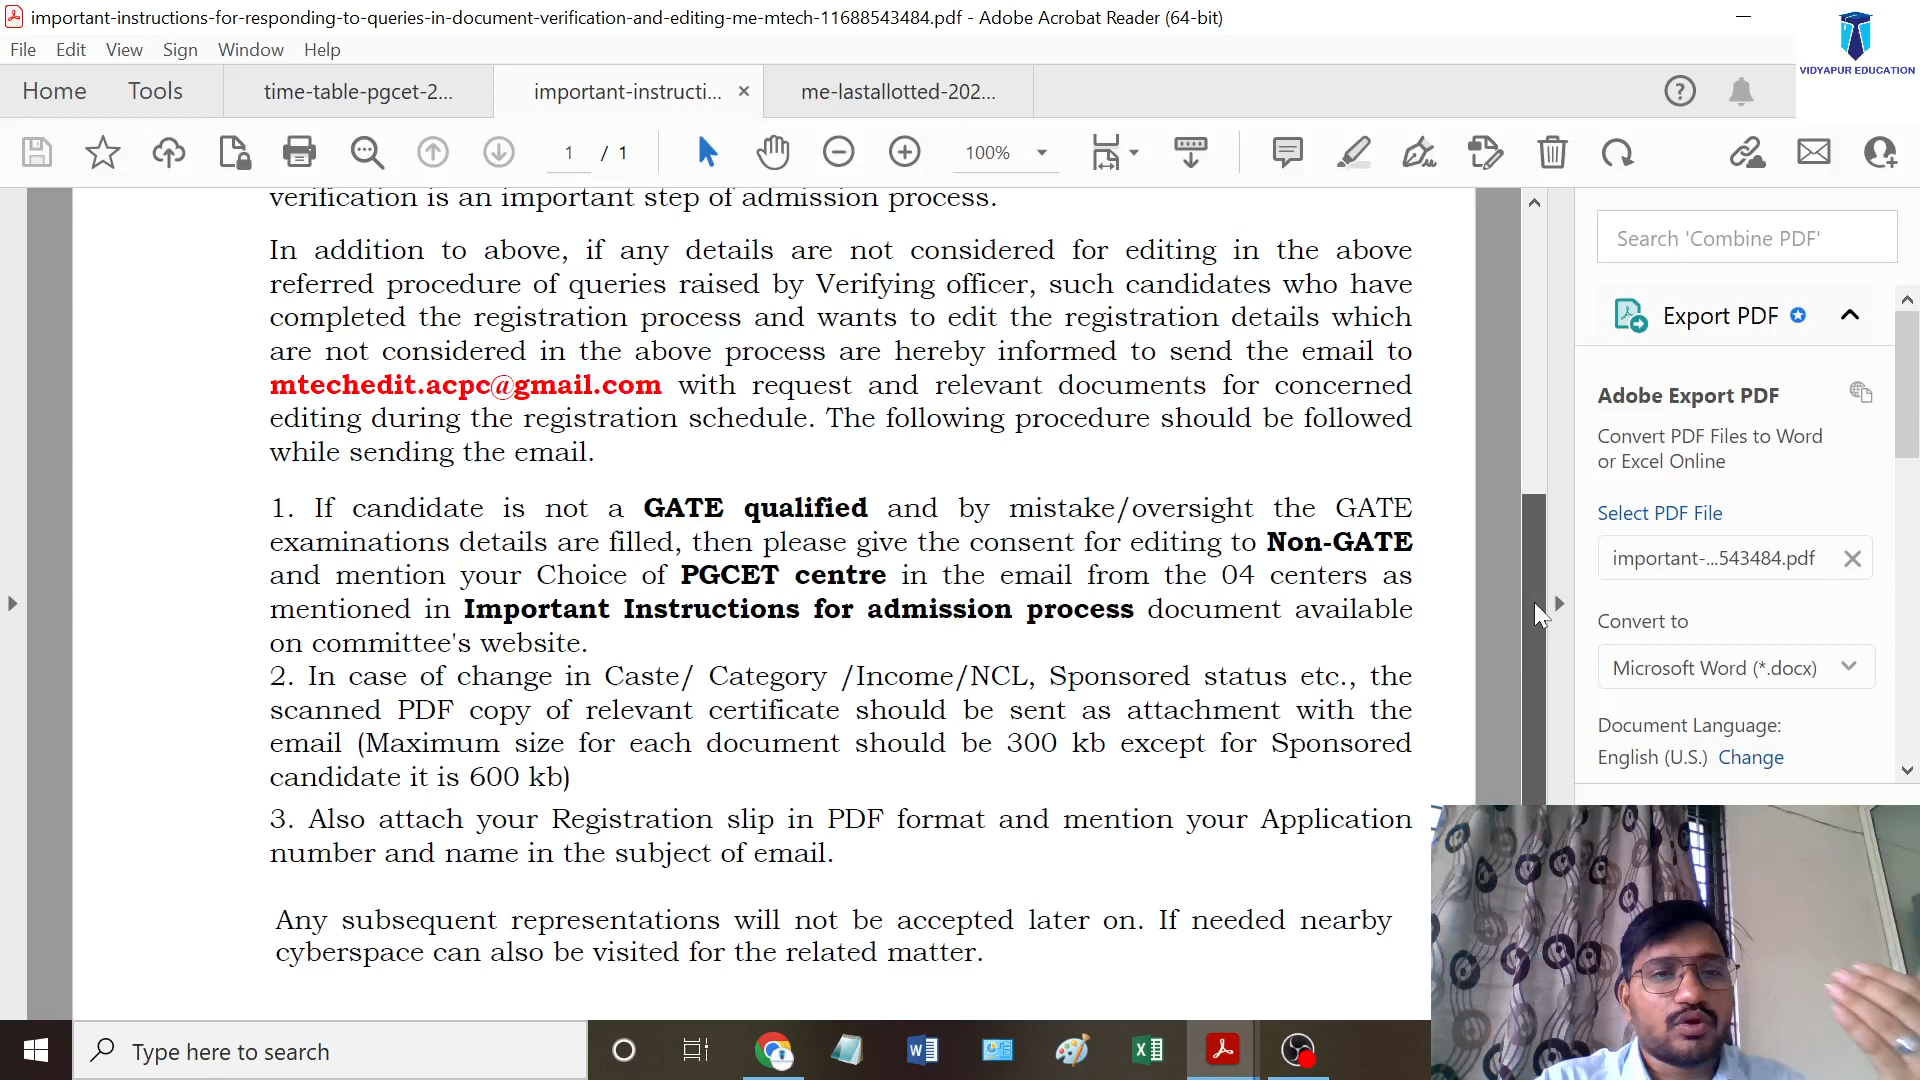 important-instructions-for-responding-to-queries-in-document-verification-and-editing-me-mtech-11688543484.pdf - Adobe Acrobat Reader (64-bit)
VIDYAPUR EDUCATION
File Edit View Sign Window Help
Home Tools time-table-pgcet-2... important-instructi... × me-lastallotted-202...
1 / 1 100%
verification is an important step of admission process.
In addition to above, if any details are not considered for editing in the above
referred procedure of queries raised by Verifying officer, such candidates who have
completed the registration process and wants to edit the registration details which
are not considered in the above process are hereby informed to send the email to
mtechedit.acpc@gmail.com with request and relevant documents for concerned
editing during the registration schedule. The following procedure should be followed
while sending the email.
1. If candidate is not a GATE qualified and by mistake/oversight the GATE
examinations details are filled, then please give the consent for editing to Non-GATE
and mention your Choice of PGCET centre in the email from the 04 centers as
mentioned in Important Instructions for admission process document available
on committee's website.
2. In case of change in Caste/ Category /Income/NCL, Sponsored status etc., the
scanned PDF copy of relevant certificate should be sent as attachment with the
email (Maximum size for each document should be 300 kb except for Sponsored
candidate it is 600 kb)
3. Also attach your Registration slip in PDF format and mention your Application
number and name in the subject of email.
Any subsequent representations will not be accepted later on. If needed nearby
cyberspace can also be visited for the related matter.
Search 'Combine PDF'
Export PDF
Adobe Export PDF
Convert PDF Files to Word
or Excel Online
Select PDF File
important-...543484.pdf
Convert to
Microsoft Word (*.docx)
Document Language:
English (U.S.) Change
Type here to search